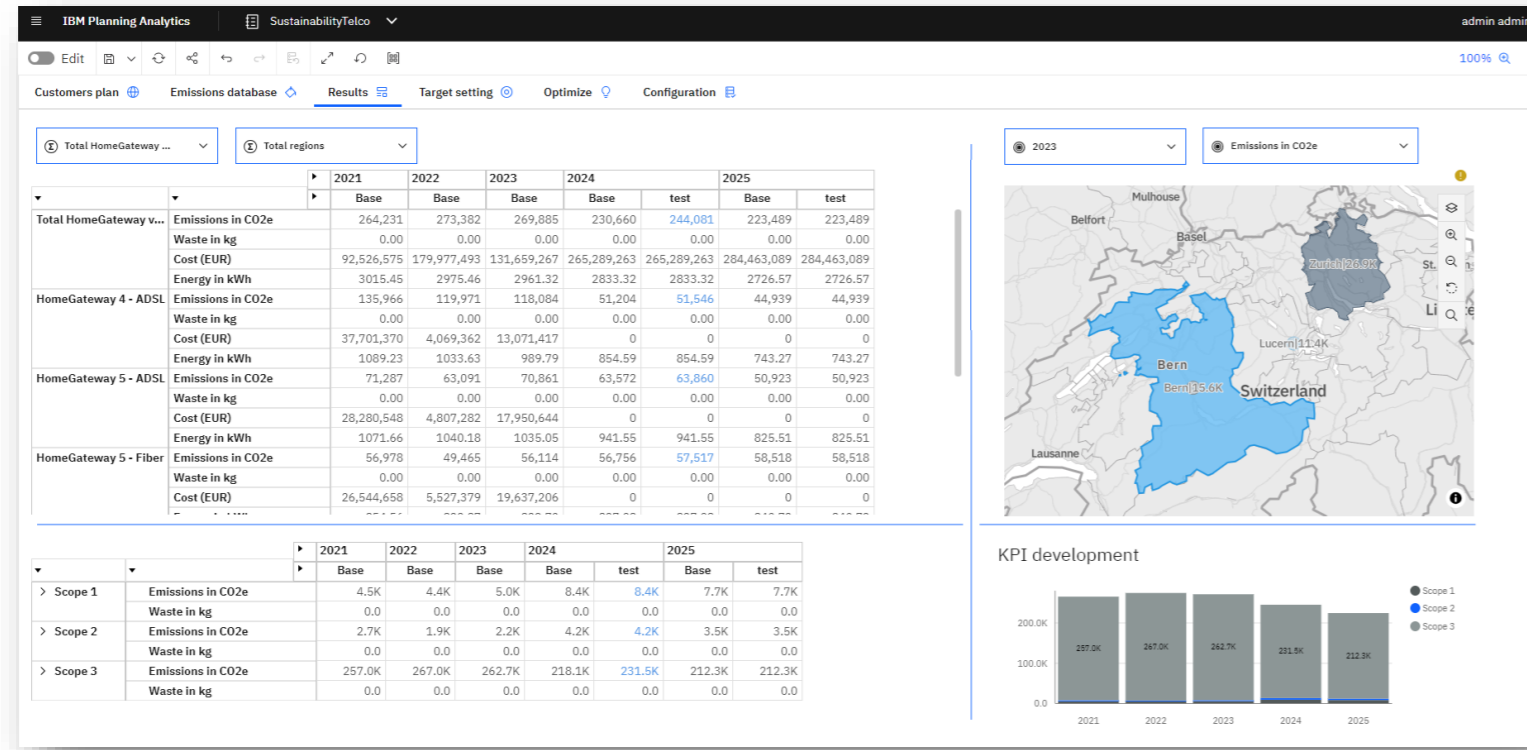 IBM Planning Analytics SustainabilityTelco admin admin
Edit 100%
Customers plan Emissions database Results Target setting Optimize Configuration
Total HomeGateway ... Total regions
2021 2022 2023 2024 2025
Base Base Base Base test Base test
Total HomeGateway v... Emissions in CO2e 264,231 273,382 269,885 230,660 244,081 223,489 223,489
Waste in kg 0.00 0.00 0.00 0.00 0.00 0.00 0.00
Cost (EUR) 92,526,575 179,977,493 131,659,267 265,289,263 265,289,263 284,463,089 284,463,089
Energy in kWh 3015.45 2975.46 2961.32 2833.32 2833.32 2726.57 2726.57
HomeGateway 4 - ADSL Emissions in CO2e 135,966 119,971 118,084 51,204 51,546 44,939 44,939
Waste in kg 0.00 0.00 0.00 0.00 0.00 0.00 0.00
Cost (EUR) 37,701,370 4,069,362 13,071,417 0 0 0 0
Energy in kWh 1089.23 1033.63 989.79 854.59 854.59 743.27 743.27
HomeGateway 5 - ADSL Emissions in CO2e 71,287 63,091 70,861 63,572 63,860 50,923 50,923
Waste in kg 0.00 0.00 0.00 0.00 0.00 0.00 0.00
Cost (EUR) 28,280,548 4,807,282 17,950,644 0 0 0 0
Energy in kWh 1071.66 1040.18 1035.05 941.55 941.55 825.51 825.51
HomeGateway 5 - Fiber Emissions in CO2e 56,978 49,465 56,114 56,756 57,517 58,518 58,518
Waste in kg 0.00 0.00 0.00 0.00 0.00 0.00 0.00
Cost (EUR) 26,544,658 5,527,379 19,637,206 0 0 0 0
2021 2022 2023 2024 2025
Base Base Base Base test Base test
Scope 1 Emissions in CO2e 4.5K 4.4K 5.0K 8.4K 8.4K 7.7K 7.7K
Waste in kg 0.0 0.0 0.0 0.0 0.0 0.0 0.0
Scope 2 Emissions in CO2e 2.7K 1.9K 2.2K 4.2K 4.2K 3.5K 3.5K
Waste in kg 0.0 0.0 0.0 0.0 0.0 0.0 0.0
Scope 3 Emissions in CO2e 257.0K 267.0K 262.7K 218.1K 231.5K 212.3K 212.3K
Waste in kg 0.0 0.0 0.0 0.0 0.0 0.0 0.0
2023 Emissions in CO2e
Mulhouse
Belfort
Basel
Zurich|26.9K
St.
Lucern|11.4K
Bern
Bern|15.6K
Switzerland
Lausanne
KPI development
Scope 1
Scope 2
Scope 3
200.0K
100.0K
0.0
257.0K 267.0K 262.7K 231.5K 212.3K
2021 2022 2023 2024 2025